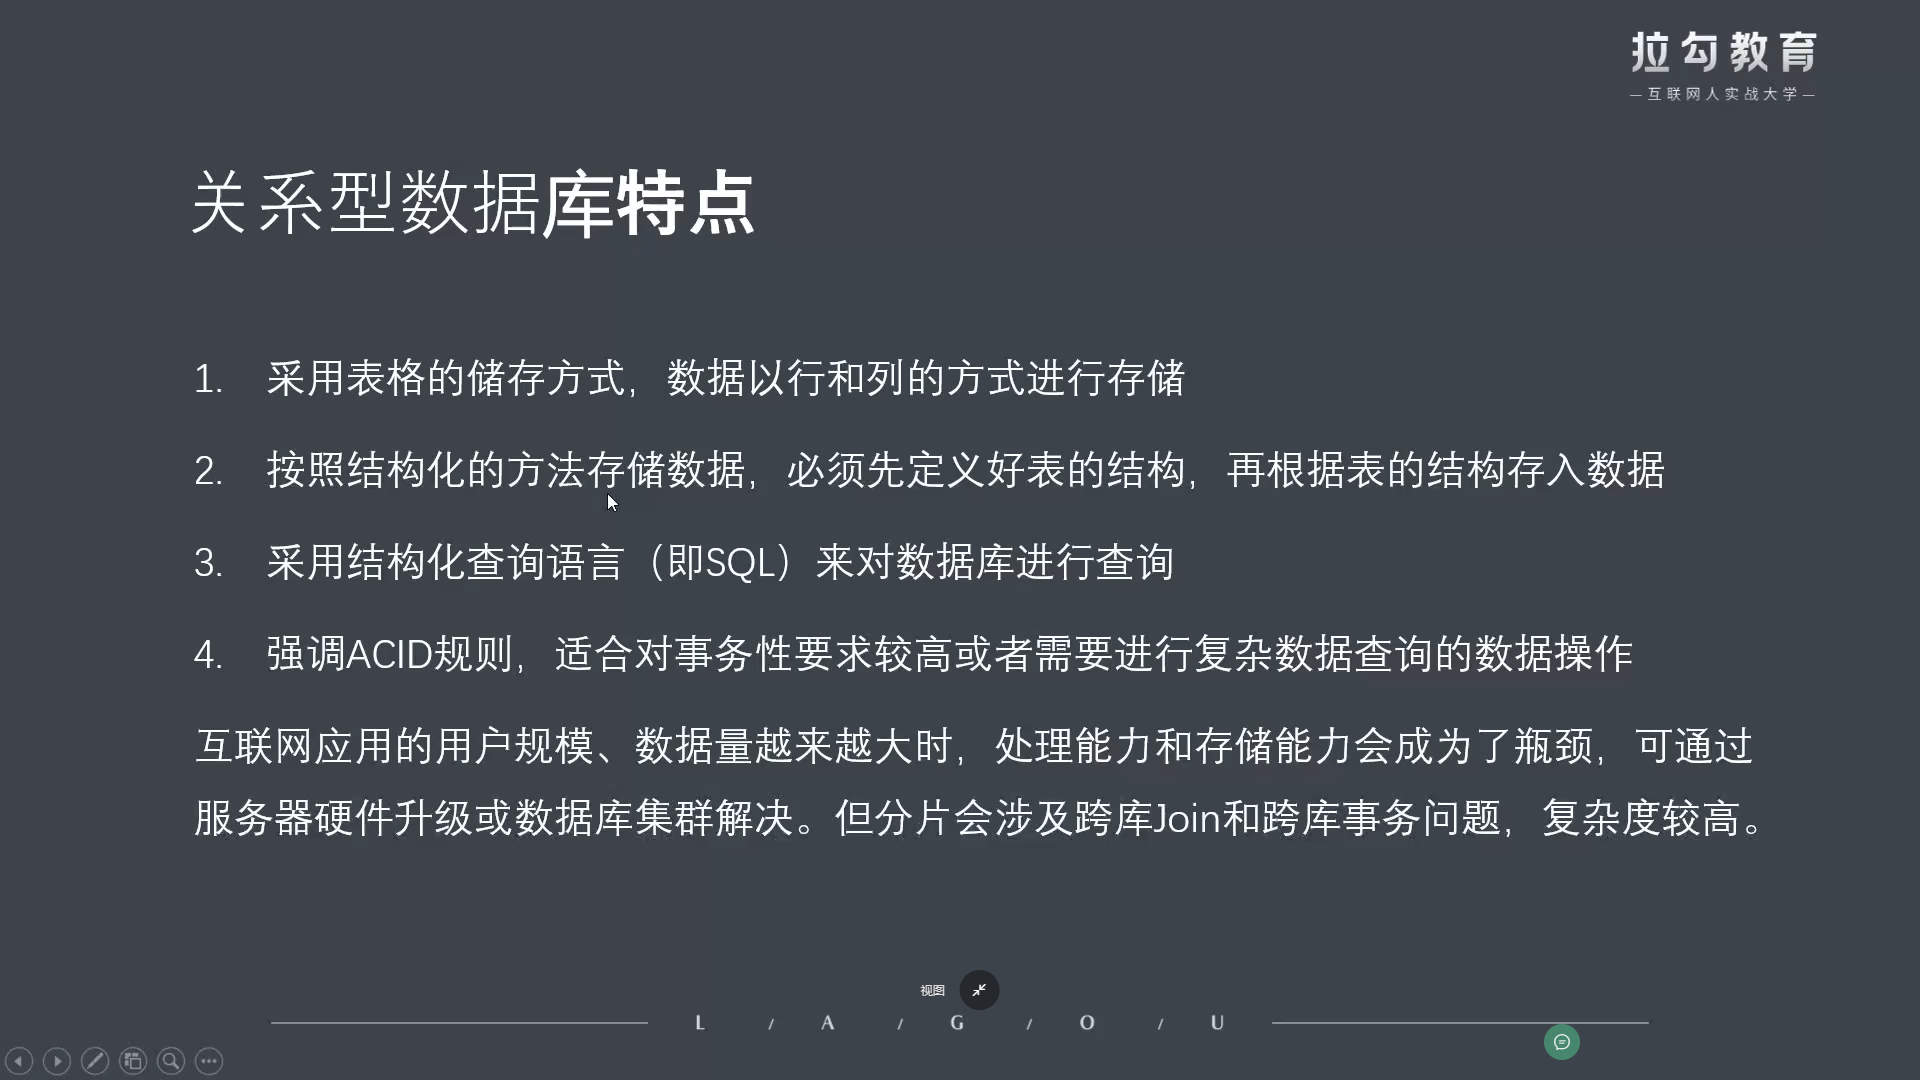 拉勾教育
—互联网人实战大学—
关系型数据库特点
1. 采用表格的储存方式，数据以行和列的方式进行存储
2. 按照结构化的方法存储数据，必须先定义好表的结构，再根据表的结构存入数据
3. 采用结构化查询语言（即SQL）来对数据库进行查询
4. 强调ACID规则，适合对事务性要求较高或者需要进行复杂数据查询的数据操作
互联网应用的用户规模、数据量越来越大时，处理能力和存储能力会成为了瓶颈，可通过
服务器硬件升级或数据库集群解决。但分片会涉及跨库Join和跨库事务问题，复杂度较高。
视图
L / A / G / O / U